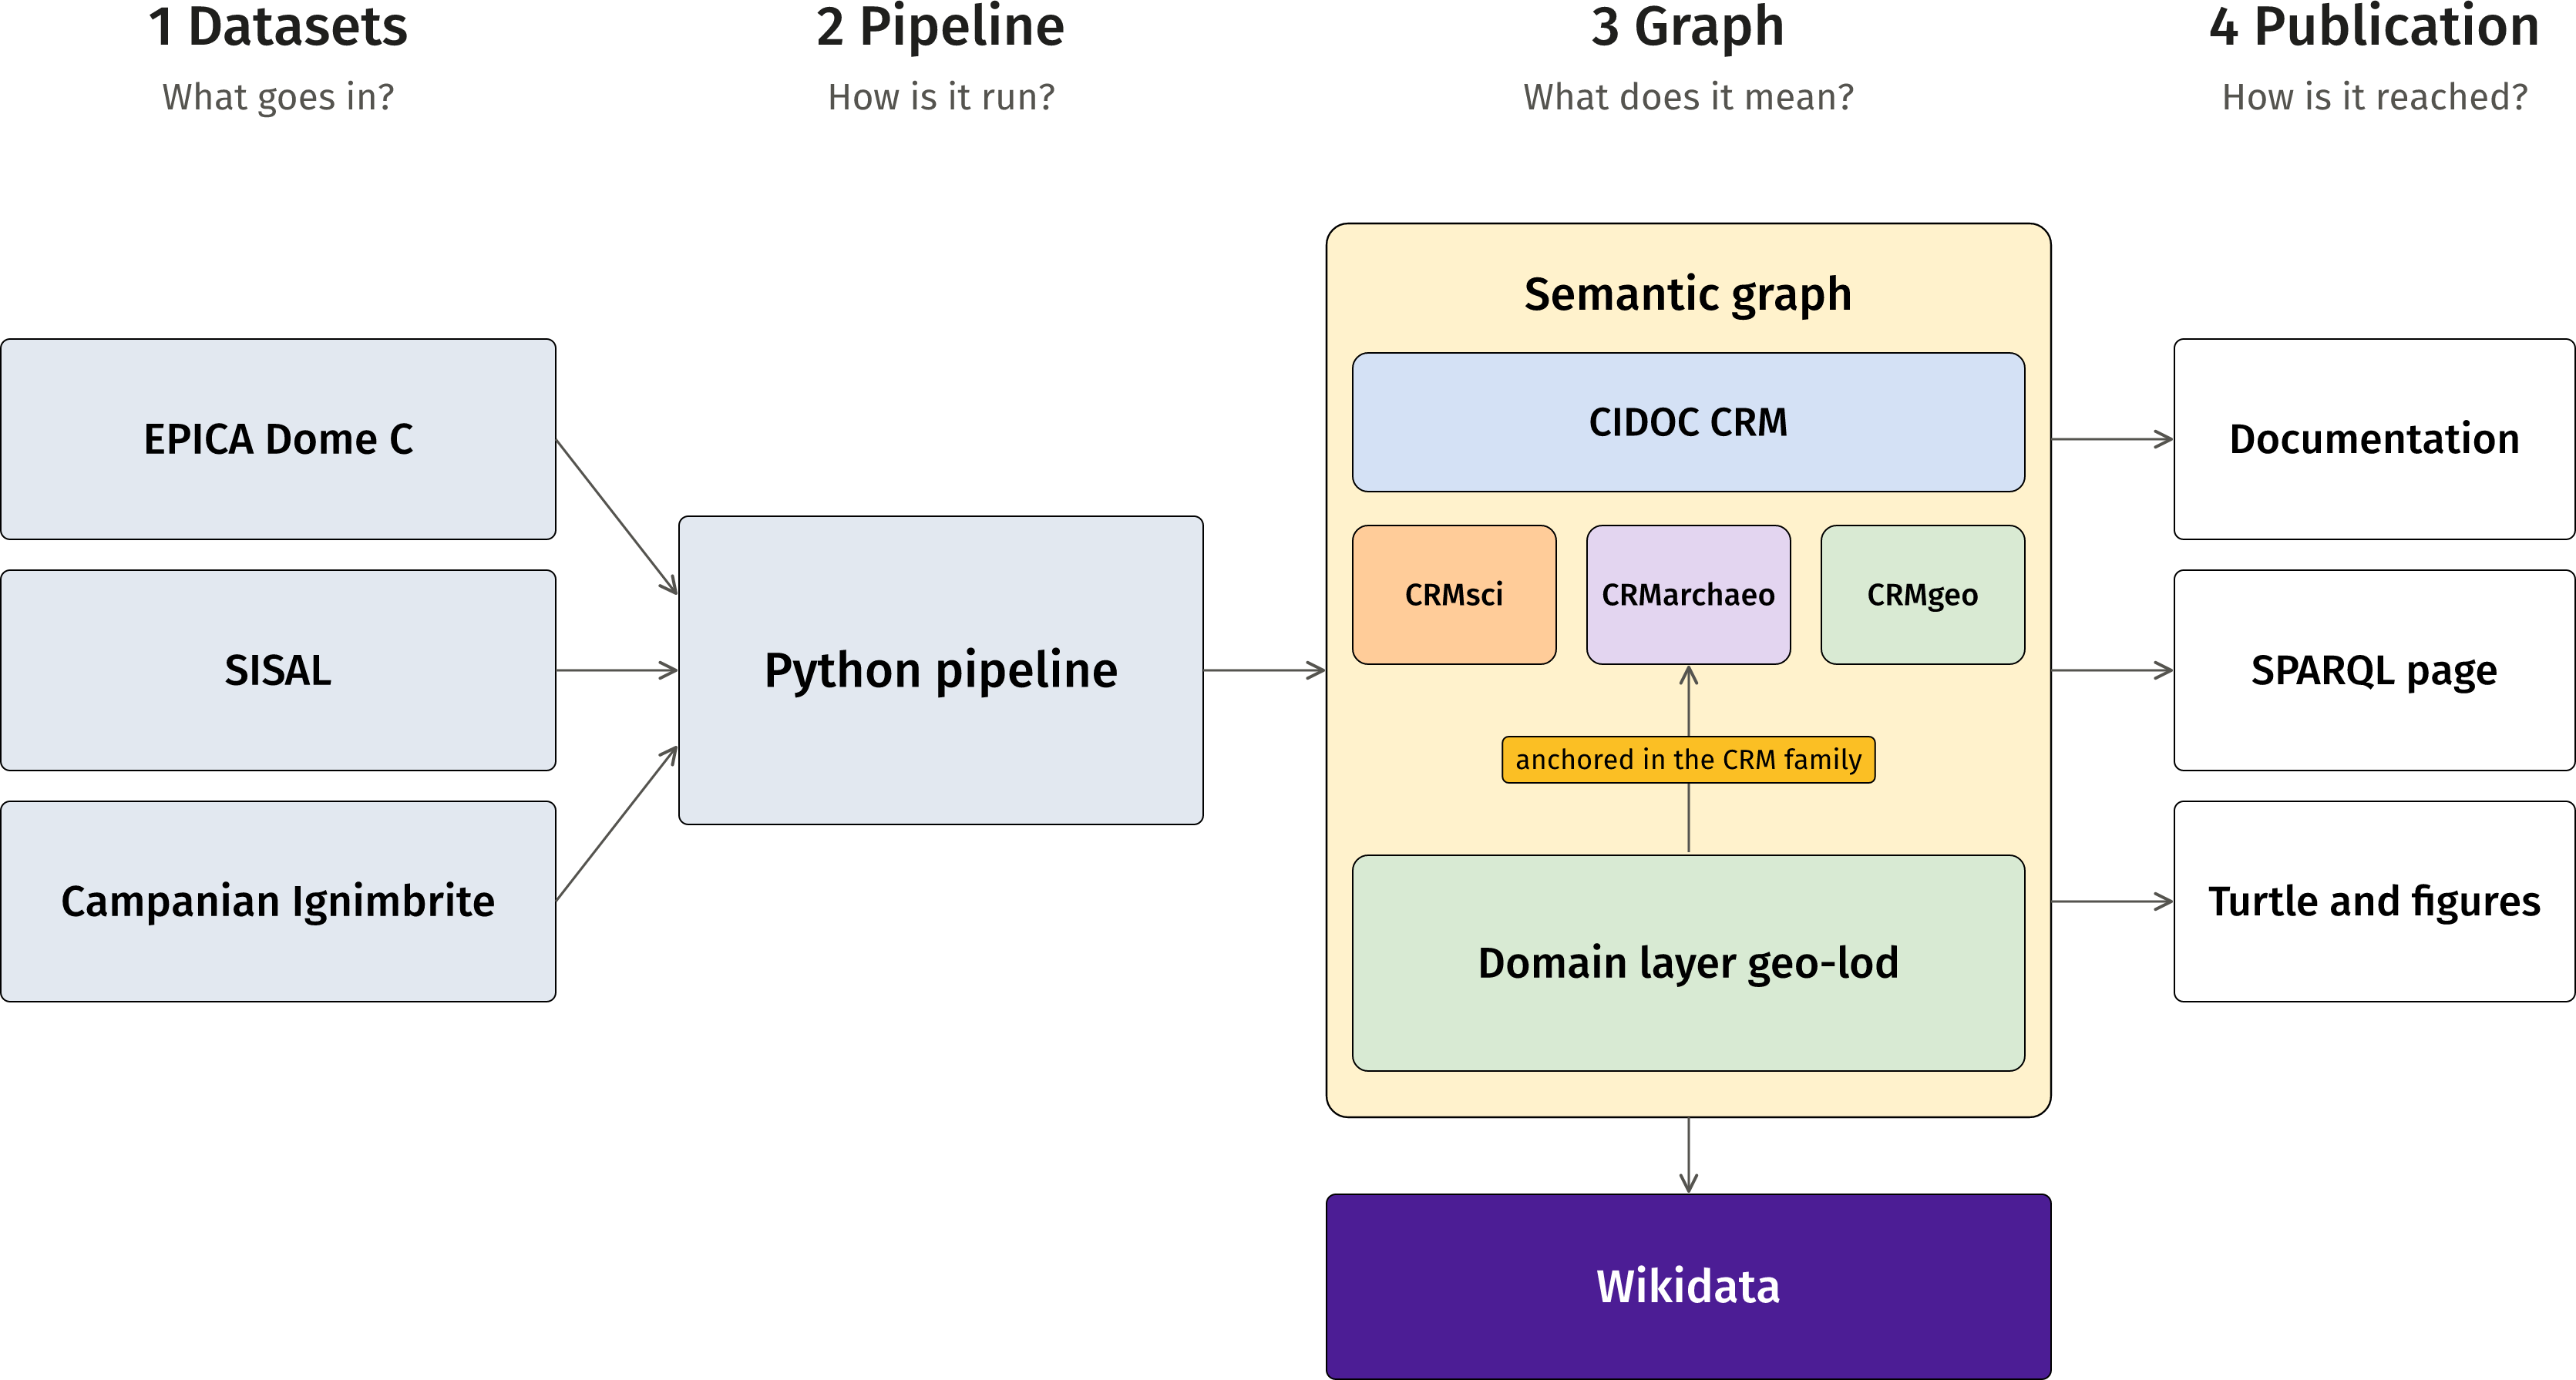 1 Datasets
What goes in?
2 Pipeline
How is it run?
3 Graph
What does it mean?
4 Publication
How is it reached?
EPICA Dome C
SISAL
Campanian Ignimbrite
Python pipeline
Semantic graph
CIDOC CRM
CRMsci
CRMarchaeo
CRMgeo
anchored in the CRM family
Domain layer geo-lod
Wikidata
Documentation
SPARQL page
Turtle and figures